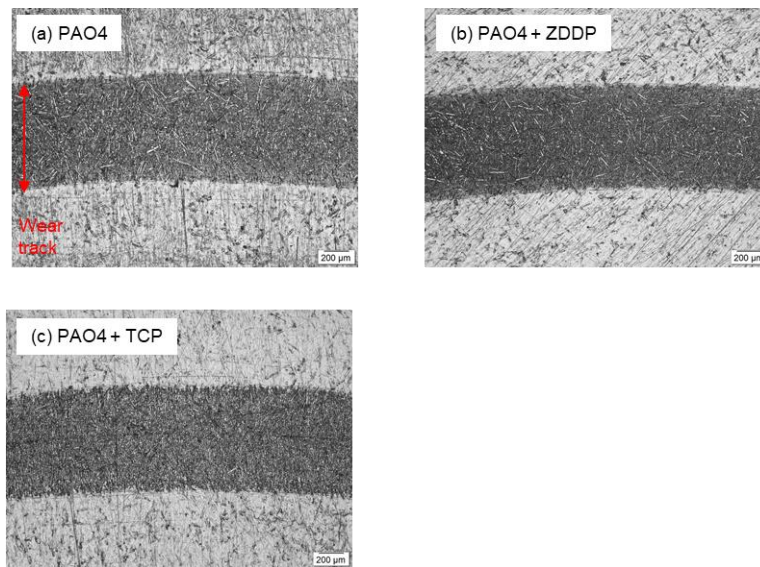 (a) PAO4
Wear
track
200 µm
(b) PAO4 + ZDDP
200 µm
(c) PAO4 + TCP
200 µm